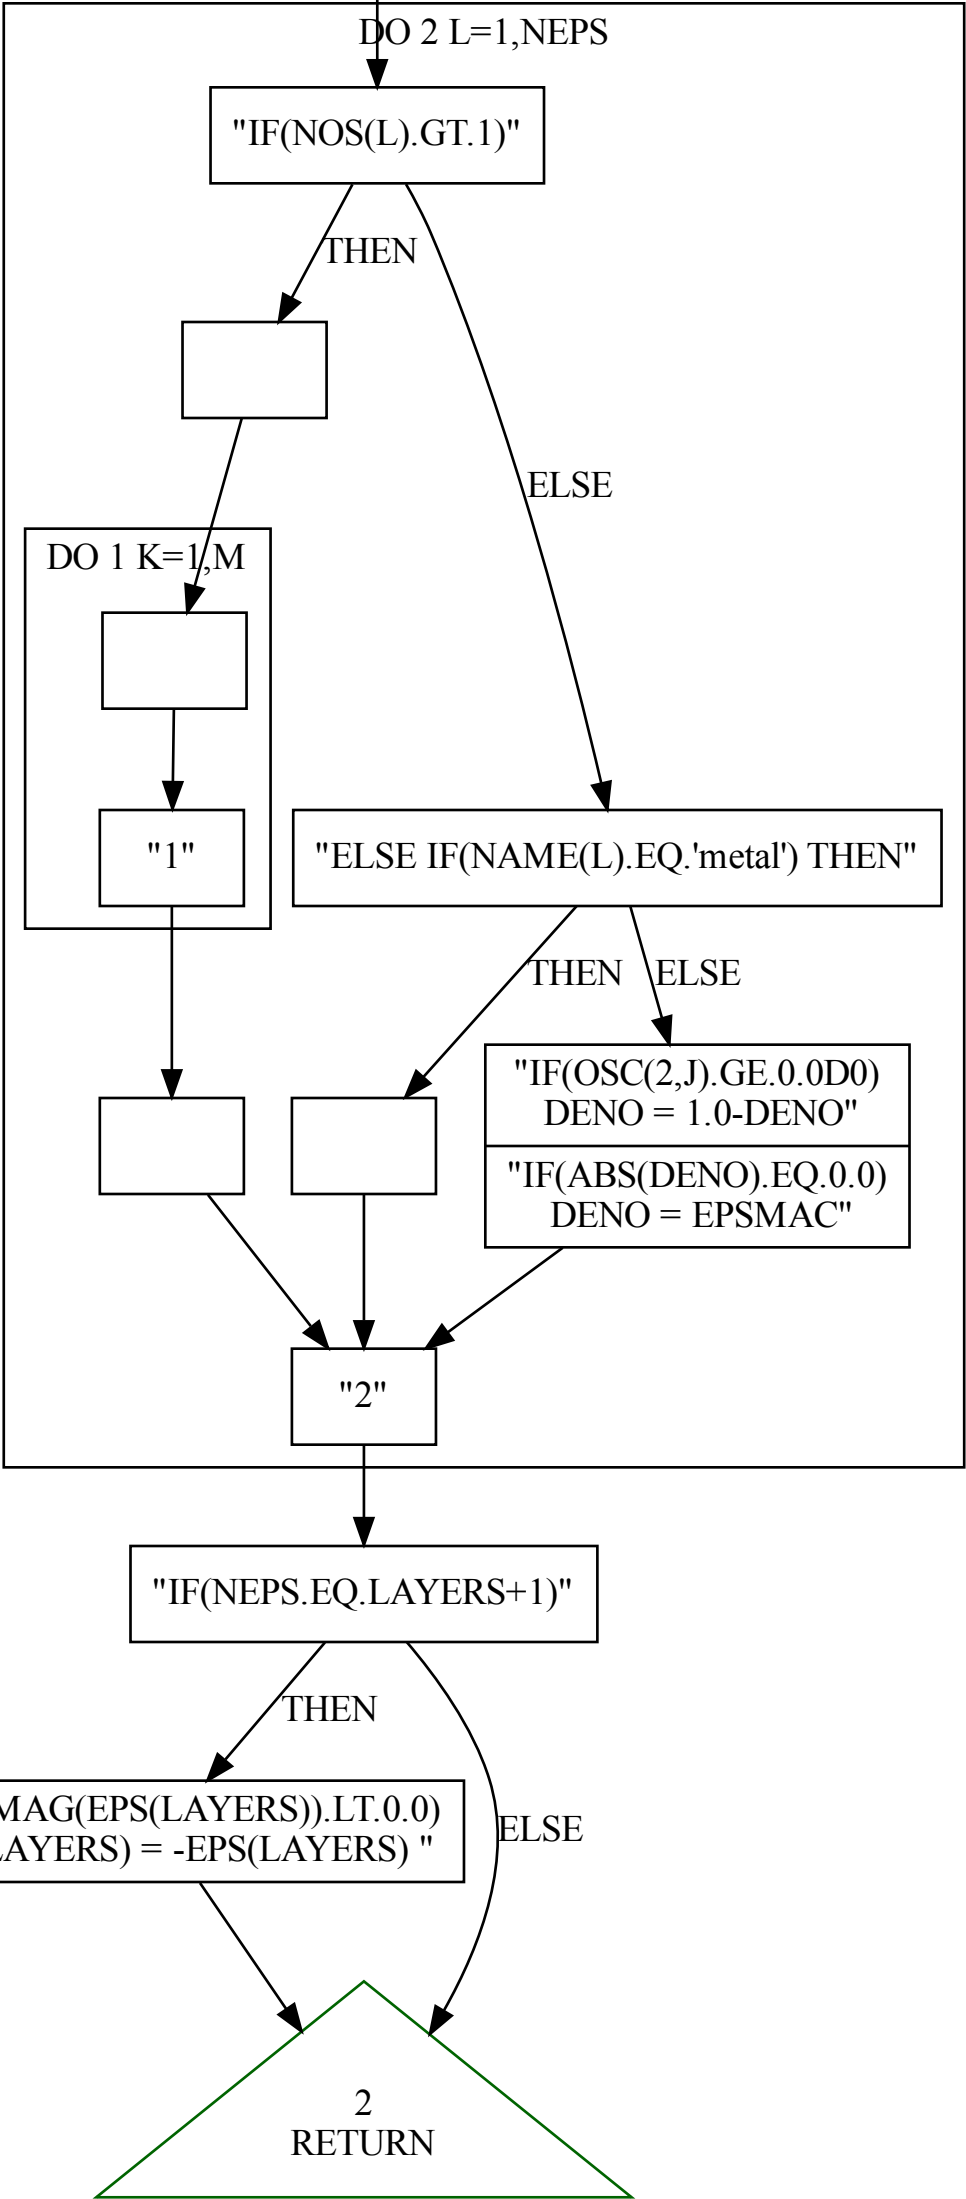 DO 2 L=1,NEPS
"IF(NOS(L).GT.1)"
THEN
ELSE
DO 1 K=1,M
"1"
"ELSE IF(NAME(L).EQ.'metal') THEN"
THEN
ELSE
"IF(OSC(2,J).GE.0.0D0)
DENO = 1.0-DENO"
"IF(ABS(DENO).EQ.0.0)
DENO = EPSMAC"
"2"
"IF(NEPS.EQ.LAYERS+1)"
THEN
MAG(EPS(LAYERS)).LT.0.0)
AYERS) = -EPS(LAYERS) "
ELSE
2
RETURN